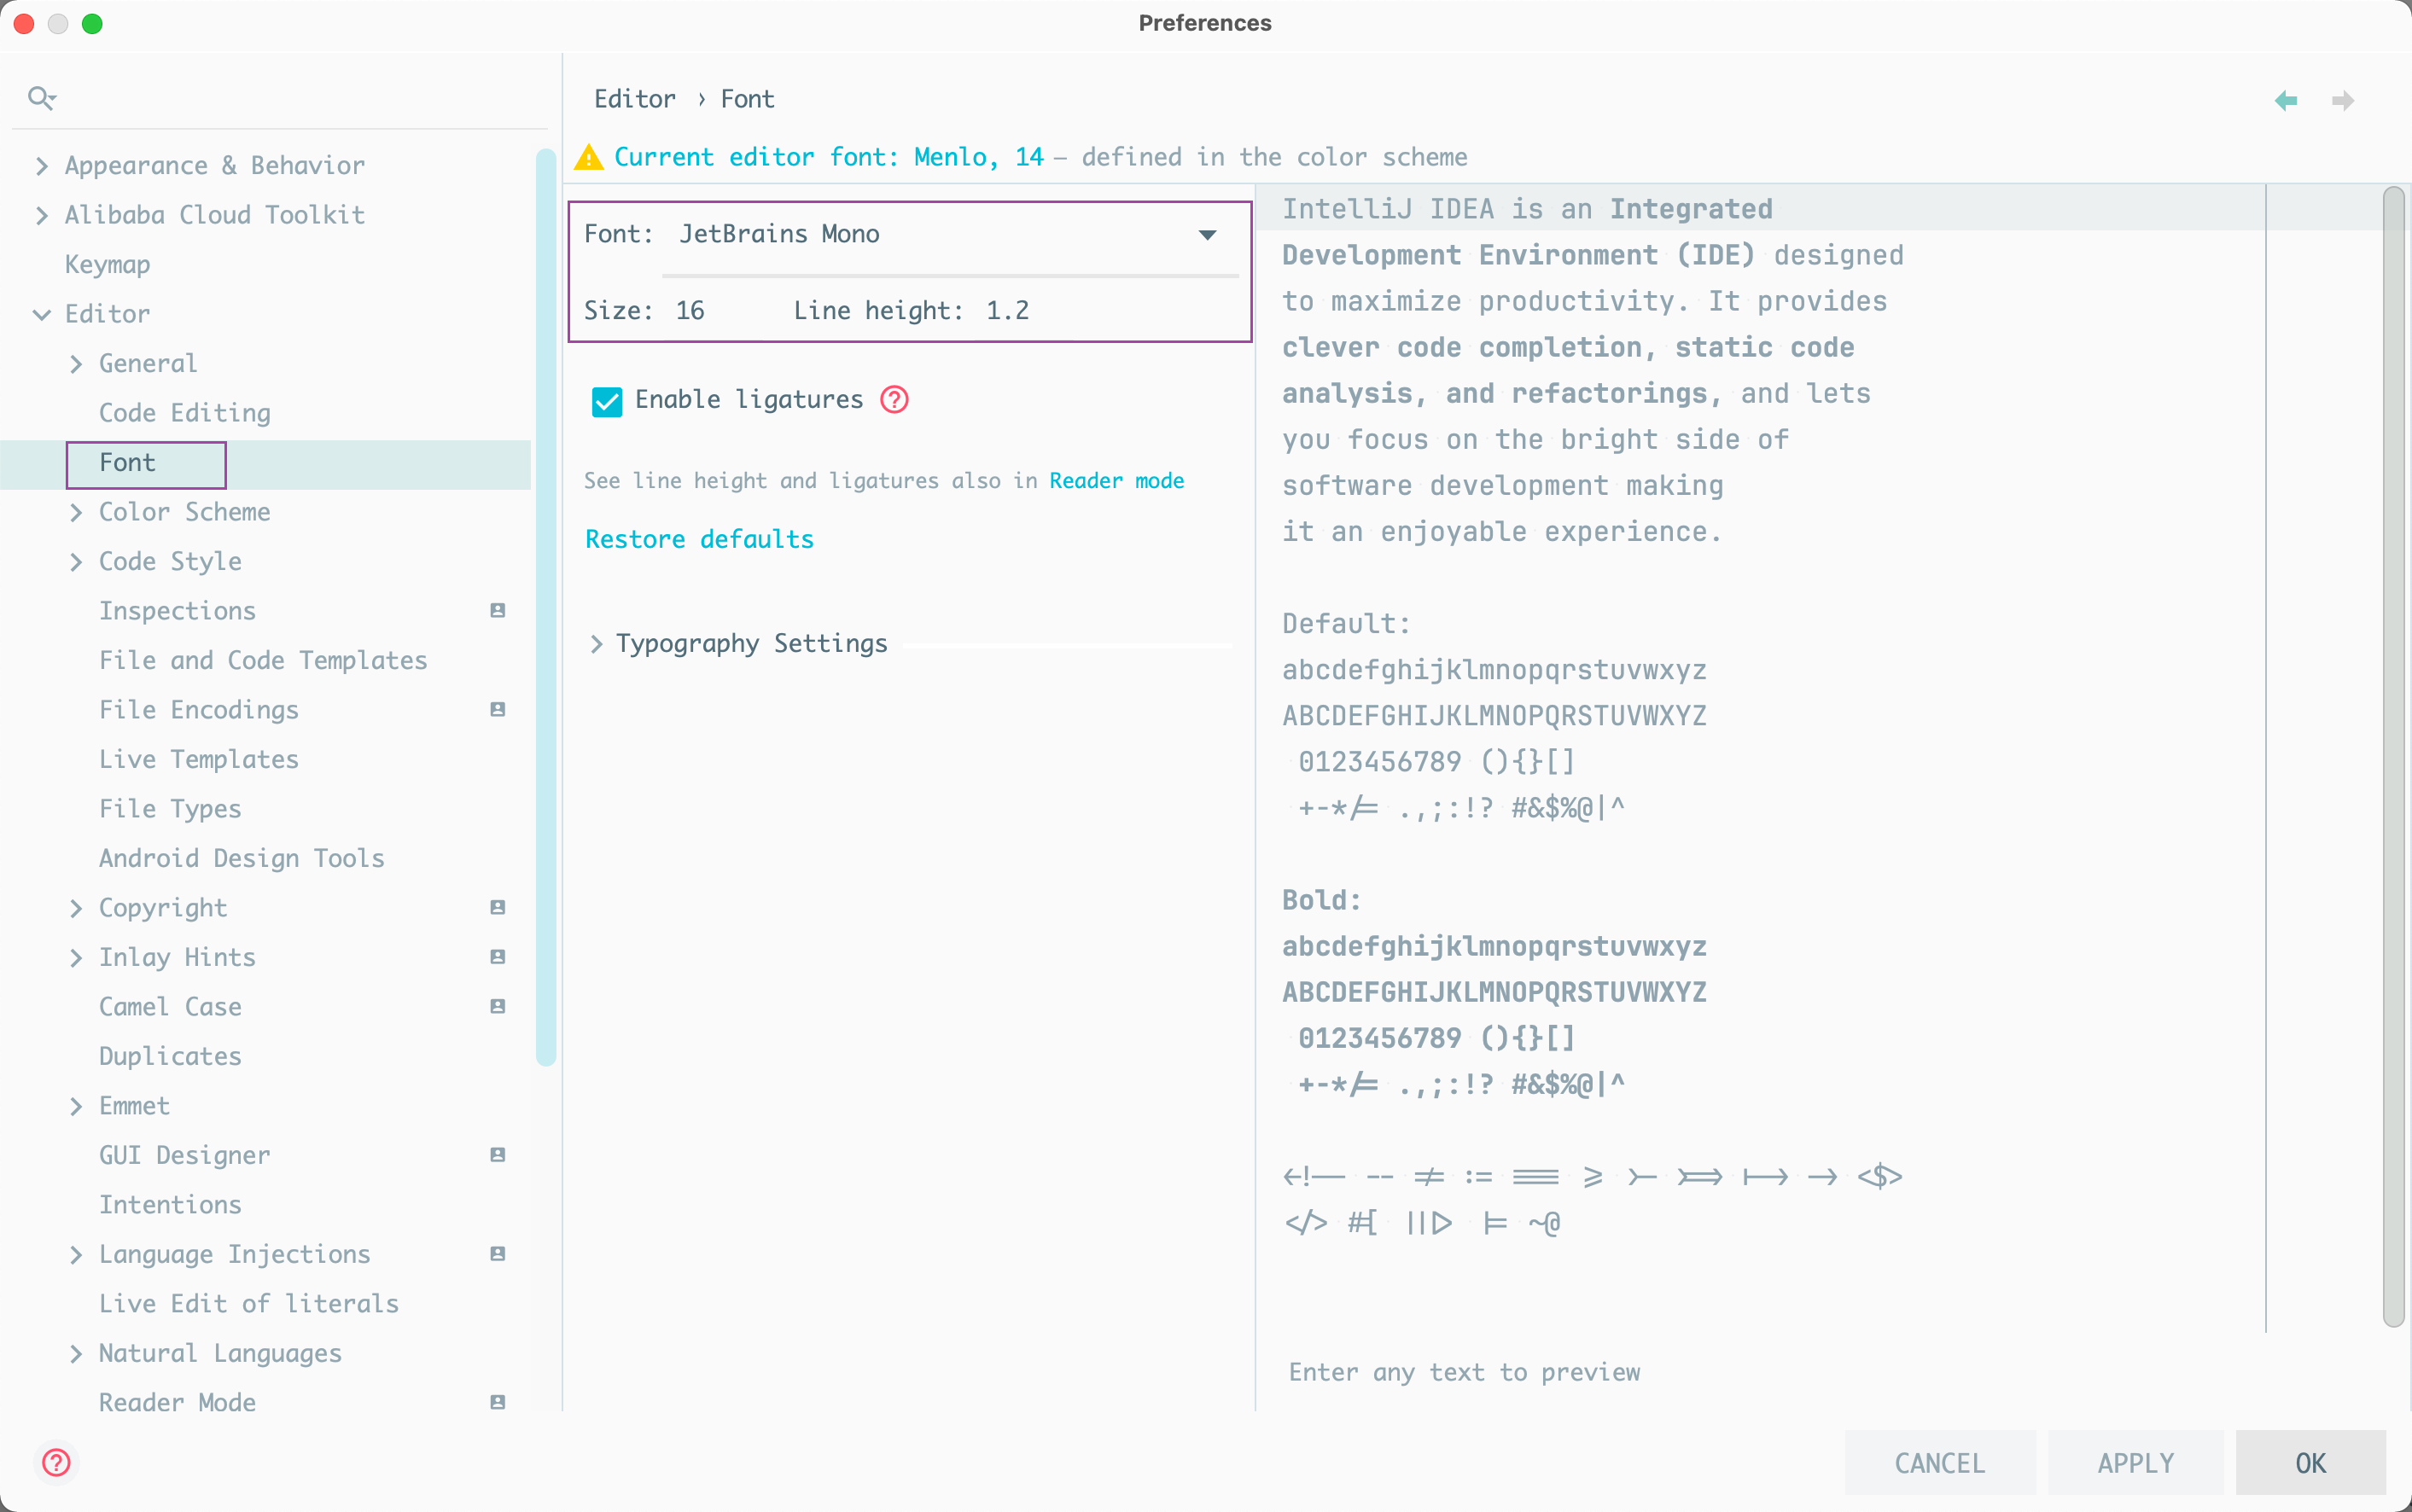 Preferences
Appearance & Behavior
Alibaba Cloud Toolkit
Keymap
Editor
General
Code Editing
Font
Color Scheme
Code Style
Inspections
File and Code Templates
File Encodings
Live Templates
File Types
Android Design Tools
Copyright
Inlay Hints
Camel Case
Duplicates
Emmet
GUI Designer
Intentions
Language Injections
Live Edit of literals
Natural Languages
Reader Mode
Editor › Font
Current editor font: Menlo, 14 — defined in the color scheme
Font: JetBrains Mono
Size: 16 Line height: 1.2
Enable ligatures
See line height and ligatures also in Reader mode
Restore defaults
Typography Settings
IntelliJ IDEA is an Integrated
Development Environment (IDE) designed
to maximize productivity. It provides
clever code completion, static code
analysis, and refactorings, and lets
you focus on the bright side of
software development making
it an enjoyable experience.
Default:
abcdefghijklmnopqrstuvwxyz
ABCDEFGHIJKLMNOPQRSTUVWXYZ
0123456789 (){}[]
+-*/= .,;:!? #&$%@|^
Bold:
abcdefghijklmnopqrstuvwxyz
ABCDEFGHIJKLMNOPQRSTUVWXYZ
0123456789 (){}[]
+-*/= .,;:!? #&$%@|^
<!-- -- != := === >= >- >=> |-> -> <$>
</> #[ ||> |= ~@
Enter any text to preview
CANCEL
APPLY
OK